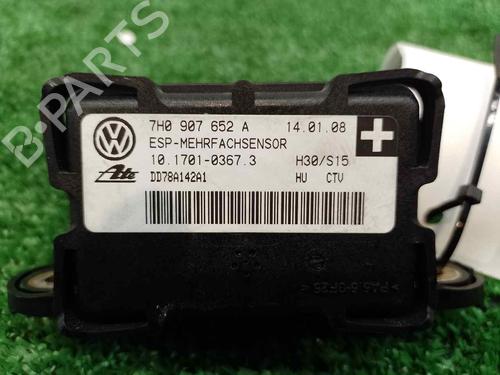 B-PARTS
7H0 907 652 A 14.01.08
ESP-MEHRFACHSENSOR
10.1701-0367.3 H30/S15
Ate DD78A142A1 HU CTV